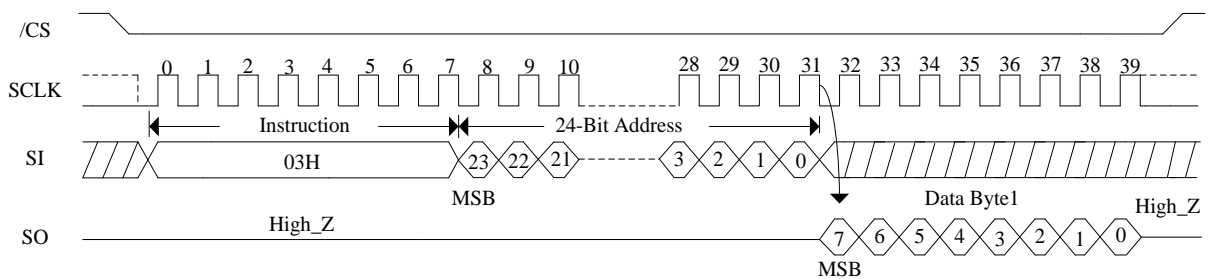 /CS
0 1 2 3 4 5 6 7 8 9 10 28 29 30 31 32 33 34 35 36 37 38 39
SCLK
Instruction 24-Bit Address
SI 03H 23 22 21 3 2 1 0
MSB Data Byte1
High_Z High_Z
SO 7 6 5 4 3 2 1 0
MSB